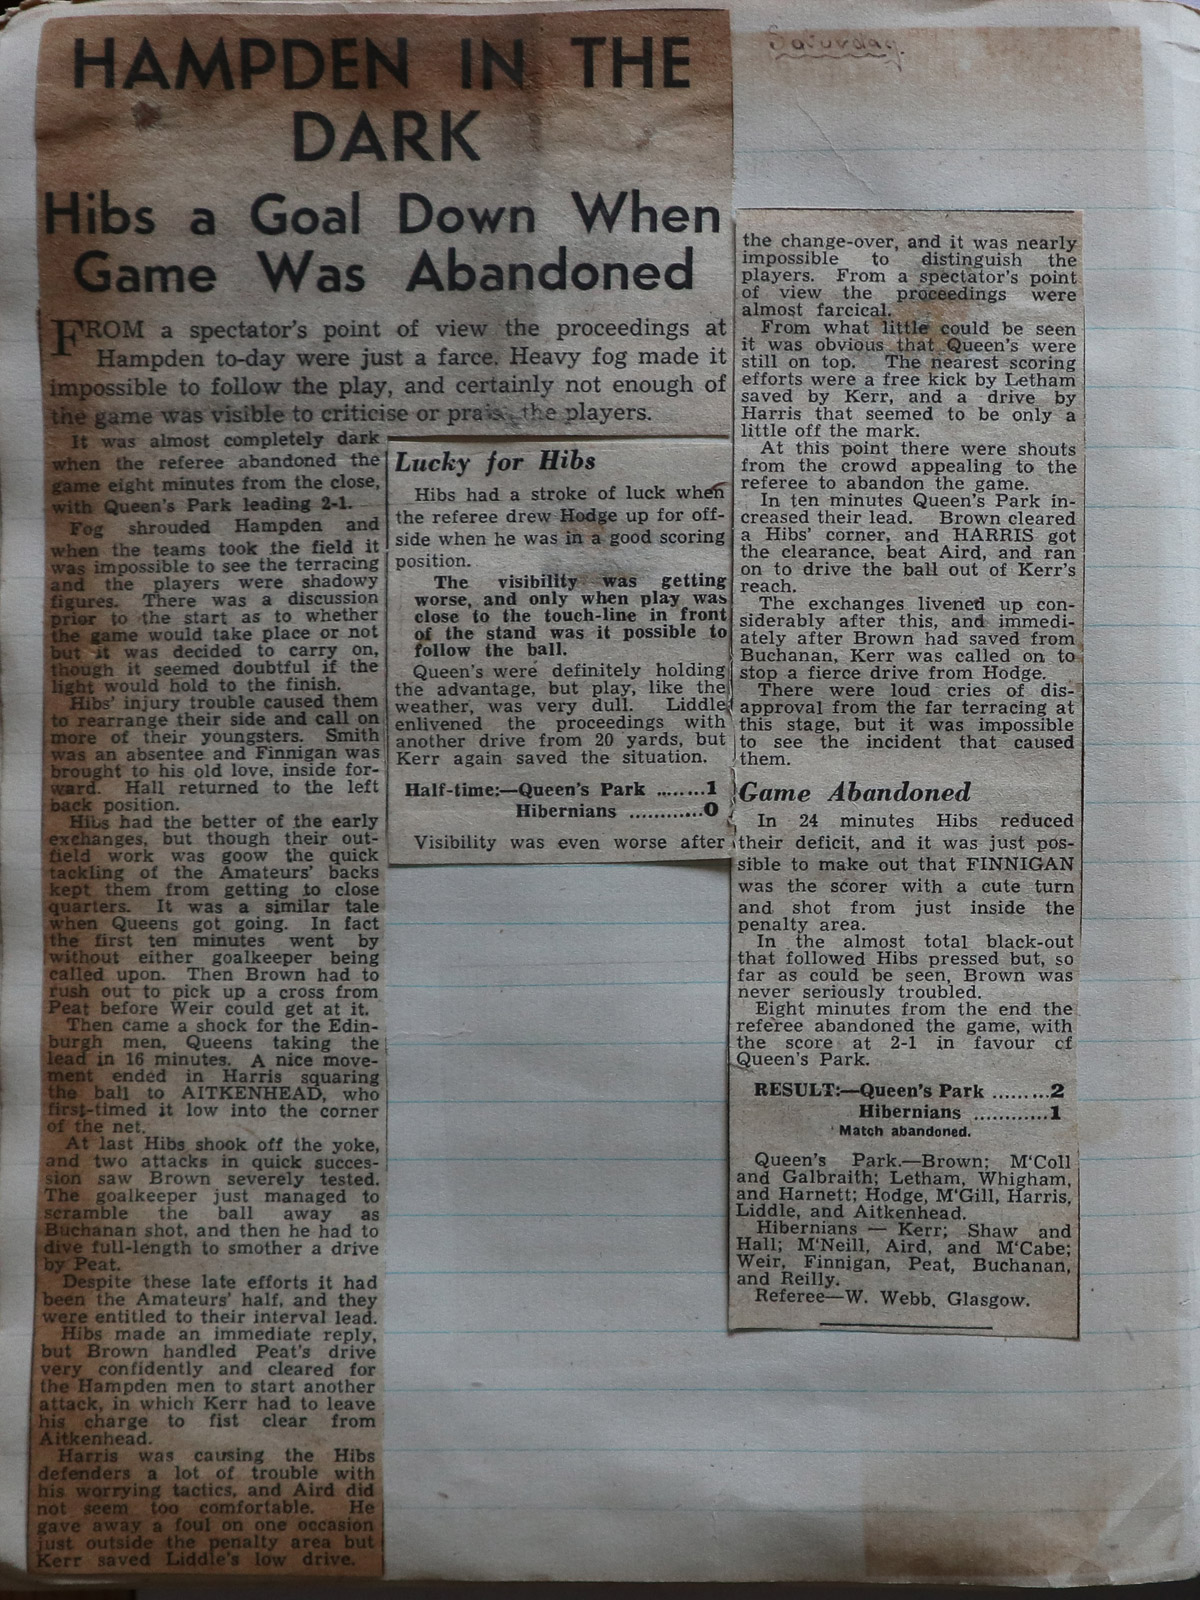 Saturday.
HAMPDEN IN THE
DARK
Hibs a Goal Down When
Game Was Abandoned
FROM a spectator's point of view the proceedings at
Hampden to-day were just a farce. Heavy fog made it
impossible to follow the play, and certainly not enough of
the game was visible to criticise or praise the players.
It was almost completely dark
when the referee abandoned the
game eight minutes from the close,
with Queen's Park leading 2-1.
Fog shrouded Hampden and
when the teams took the field it
was impossible to see the terracing
and the players were shadowy
figures. There was a discussion
prior to the start as to whether
the game would take place or not
but it was decided to carry on,
though it seemed doubtful if the
light would hold to the finish.
Hibs' injury trouble caused them
to rearrange their side and call on
more of their youngsters. Smith
was an absentee and Finnigan was
brought to his old love, inside for-
ward. Hall returned to the left
back position.
Hibs had the better of the early
exchanges, but though their out-
field work was goow the quick
tackling of the Amateurs' backs
kept them from getting to close
quarters. It was a similar tale
when Queens got going. In fact
the first ten minutes went by
without either goalkeeper being
called upon. Then Brown had to
rush out to pick up a cross from
Peat before Weir could get at it.
Then came a shock for the Edin-
burgh men, Queens taking the
lead in 16 minutes. A nice move-
ment ended in Harris squaring
the ball to AITKENHEAD, who
first-timed it low into the corner
of the net.
At last Hibs shook off the yoke,
and two attacks in quick succes-
sion saw Brown severely tested.
The goalkeeper just managed to
scramble the ball away as
Buchanan shot, and then he had to
dive full-length to smother a drive
by Peat.
Despite these late efforts it had
been the Amateurs' half, and they
were entitled to their interval lead.
Hibs made an immediate reply,
but Brown handled Peat's drive
very confidently and cleared for
the Hampden men to start another
attack, in which Kerr had to leave
his charge to fist clear from
Aitkenhead.
Harris was causing the Hibs
defenders a lot of trouble with
his worrying tactics, and Aird did
not seem too comfortable. He
gave away a foul on one occasion
just outside the penalty area but
Kerr saved Liddle's low drive.
Lucky for Hibs
Hibs had a stroke of luck when
the referee drew Hodge up for off-
side when he was in a good scoring
position.
The visibility was getting
worse, and only when play was
close to the touch-line in front
of the stand was it possible to
follow the ball.
Queen's were definitely holding
the advantage, but play, like the
weather, was very dull. Liddle
enlivened the proceedings with
another drive from 20 yards, but
Kerr again saved the situation.
Half-time:—Queen's Park ........1
Hibernians ............0
Visibility was even worse after
the change-over, and it was nearly
impossible to distinguish the
players. From a spectator's point
of view the proceedings were
almost farcical.
From what little could be seen
it was obvious that Queen's were
still on top. The nearest scoring
efforts were a free kick by Letham
saved by Kerr, and a drive by
Harris that seemed to be only a
little off the mark.
At this point there were shouts
from the crowd appealing to the
referee to abandon the game.
In ten minutes Queen's Park in-
creased their lead. Brown cleared
a Hibs' corner, and HARRIS got
the clearance, beat Aird, and ran
on to drive the ball out of Kerr's
reach.
The exchanges livened up con-
siderably after this, and immedi-
ately after Brown had saved from
Buchanan, Kerr was called on to
stop a fierce drive from Hodge.
There were loud cries of dis-
approval from the far terracing at
this stage, but it was impossible
to see the incident that caused
them.
Game Abandoned
In 24 minutes Hibs reduced
their deficit, and it was just pos-
sible to make out that FINNIGAN
was the scorer with a cute turn
and shot from just inside the
penalty area.
In the almost total black-out
that followed Hibs pressed but, so
far as could be seen, Brown was
never seriously troubled.
Eight minutes from the end the
referee abandoned the game, with
the score at 2-1 in favour of
Queen's Park.
RESULT:—Queen's Park .........2
Hibernians ............1
Match abandoned.
Queen's Park.—Brown; M'Coll
and Galbraith; Letham, Whigham,
and Harnett; Hodge, M'Gill, Harris,
Liddle, and Aitkenhead.
Hibernians — Kerr; Shaw and
Hall; M'Neill, Aird, and M'Cabe;
Weir, Finnigan, Peat, Buchanan,
and Reilly.
Referee—W. Webb, Glasgow.